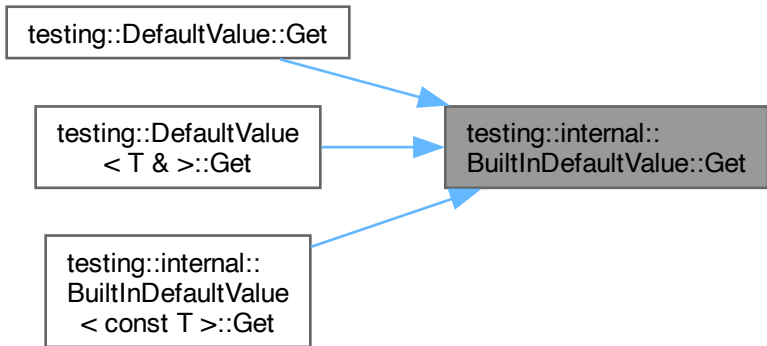 testing::DefaultValue::Get
testing::DefaultValue
< T & >::Get
testing::internal::
BuiltInDefaultValue
< const T >::Get
testing::internal::
BuiltInDefaultValue::Get